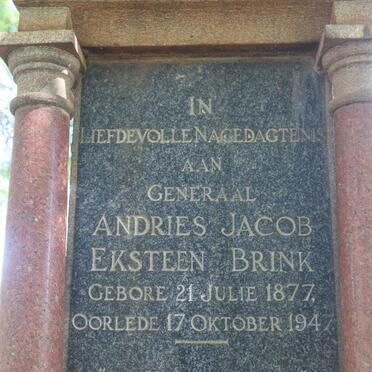 IN
LIEFDEVOLLE NAGEDAGTENIS
AAN
GENERAAL
ANDRIES JACOB
EKSTEEN BRINK
GEBORE 21 JULIE 1877,
OORLEDE 17 OKTOBER 1947